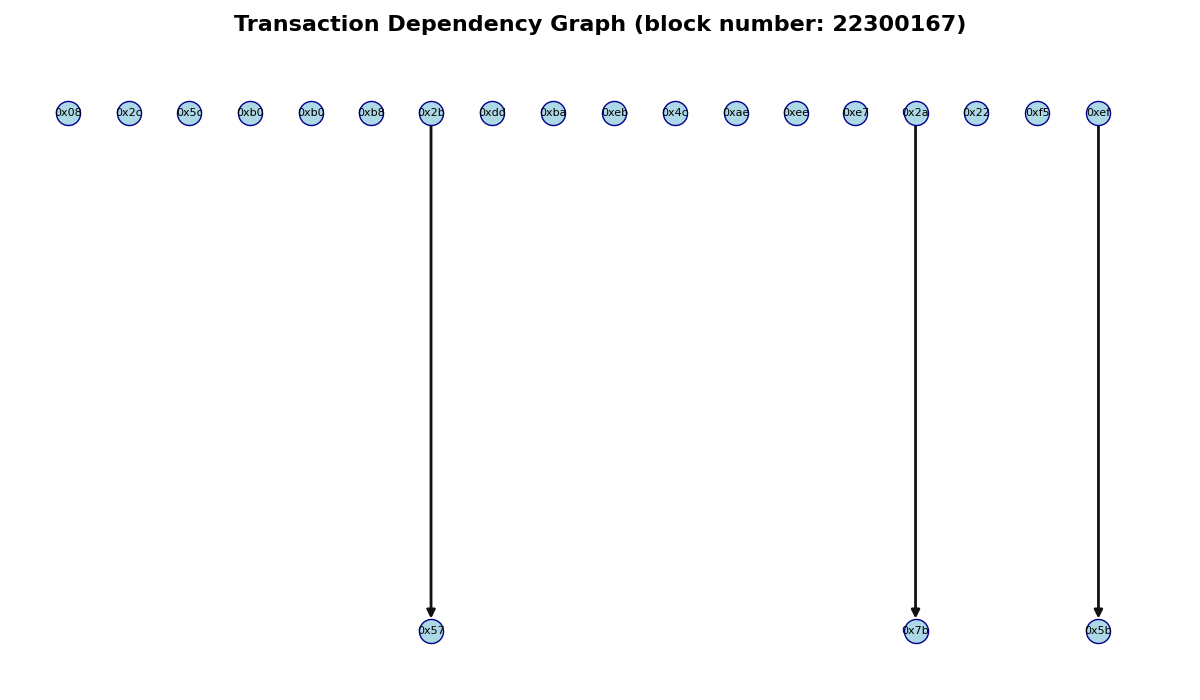 Transaction Dependency Graph (block number: 22300167)
0x08 0x2c 0x5c 0xb0 0xb0 0xb8 0x2b 0xdd 0xba 0xeb 0x4c 0xae 0xee 0xe7 0x2a 0x22 0xf5 0xef
0x57 0x7b 0x5b